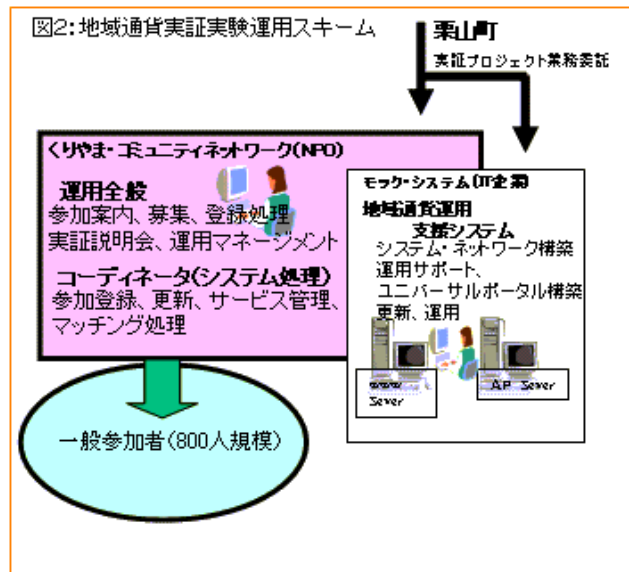 図2:地域通貨実証実験運用スキーム
栗山町
実証プロジェクト業務委託
くりやま・コミュニティネットワーク(NPO)
運用全般
参加案内、募集、登録処理
実証説明会、運用マネージメント
コーディネータ(システム処理)
参加登録、更新、サービス管理、
マッチング処理
モック・システム(IT企業)
地域通貨運用
支援システム
システム・ネットワーク構築
運用サポート、
ユニバーサルポータル構築
更新、運用
www
Sever
AP Sever
一般参加者(800人規模)